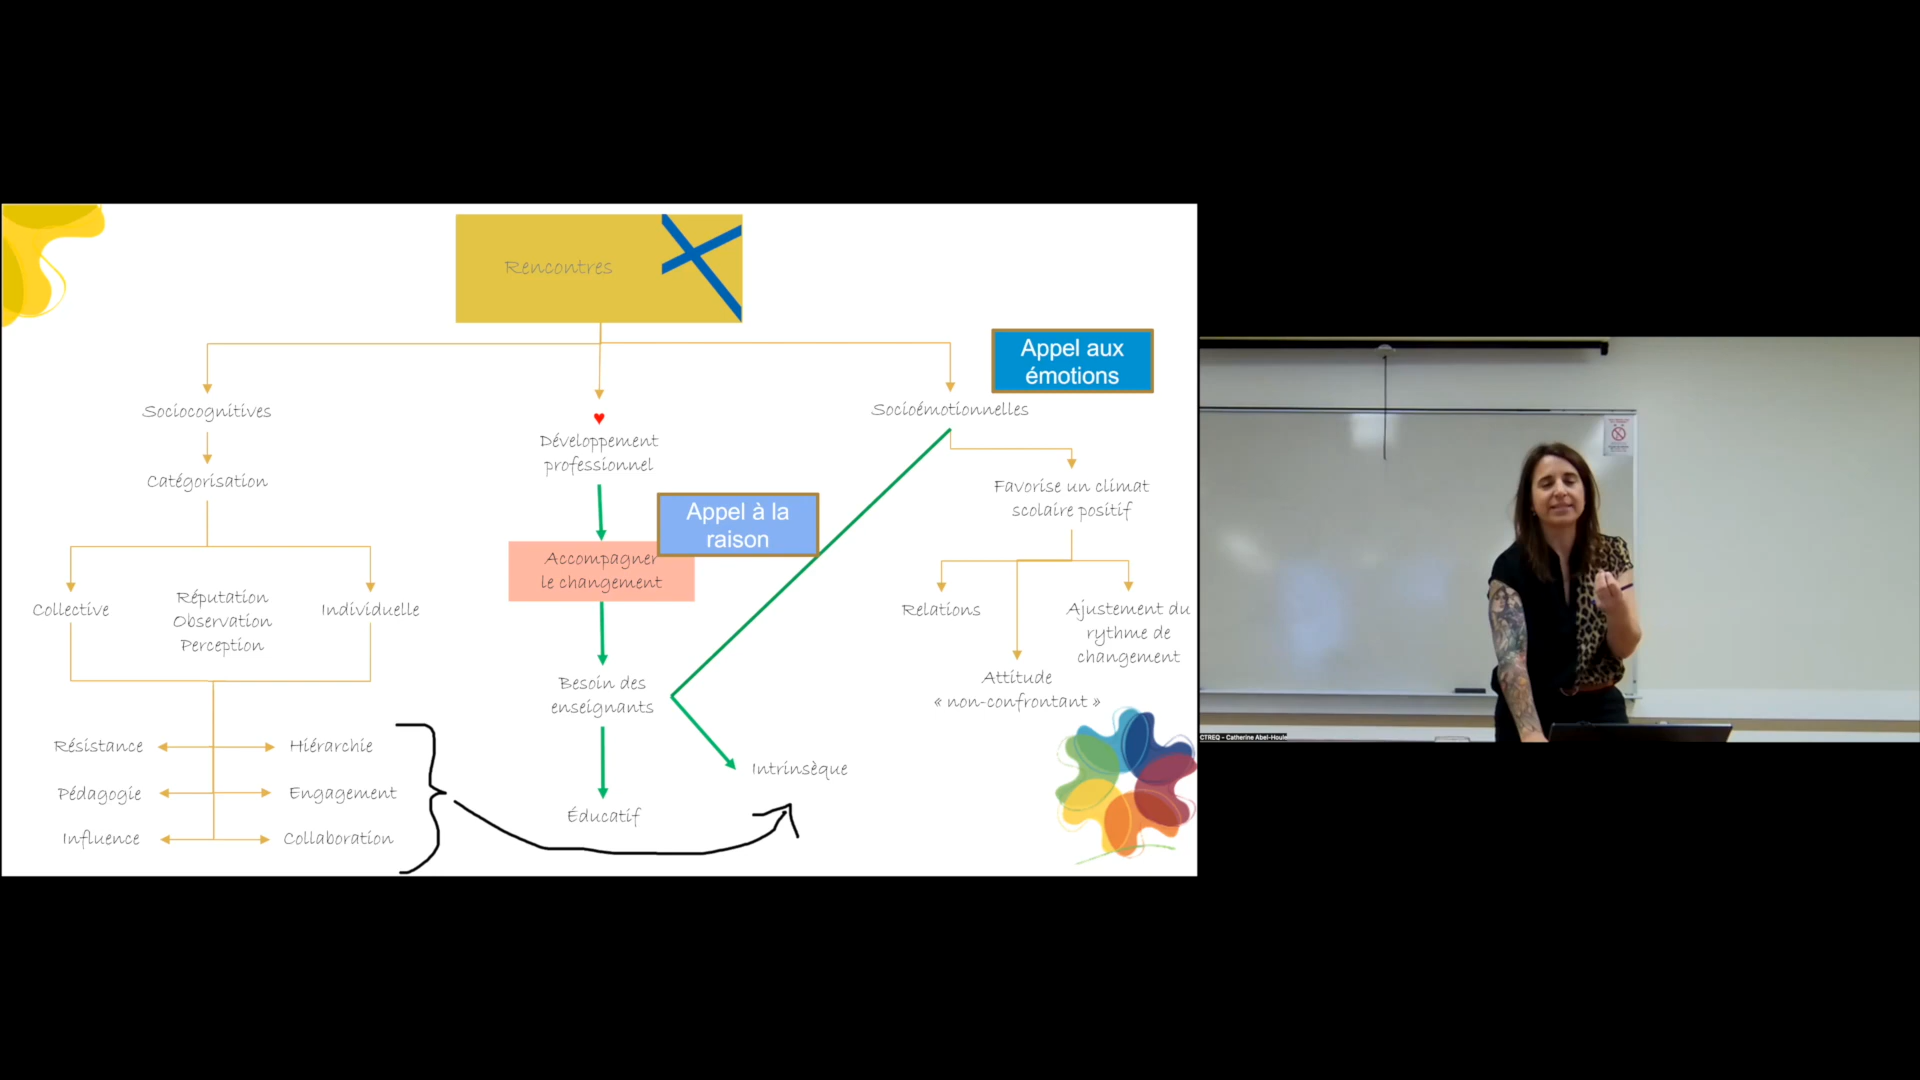 Rencontres
Appel aux
émotions
Sociocognitives
Socioémotionnelles
Développement
professionnel
Catégorisation
Favorise un climat
scolaire positif
Appel à la
raison
Accompagner
le changement
Collective
Réputation
Observation
Perception
Individuelle
Relations
Ajustement du
rythme de
changement
Besoin des
enseignants
Attitude
« non-confrontant »
Résistance
Hiérarchie
Intrinsèque
Pédagogie
Engagement
Éducatif
Influence
Collaboration
CTREQ - Catherine Abel-Houle